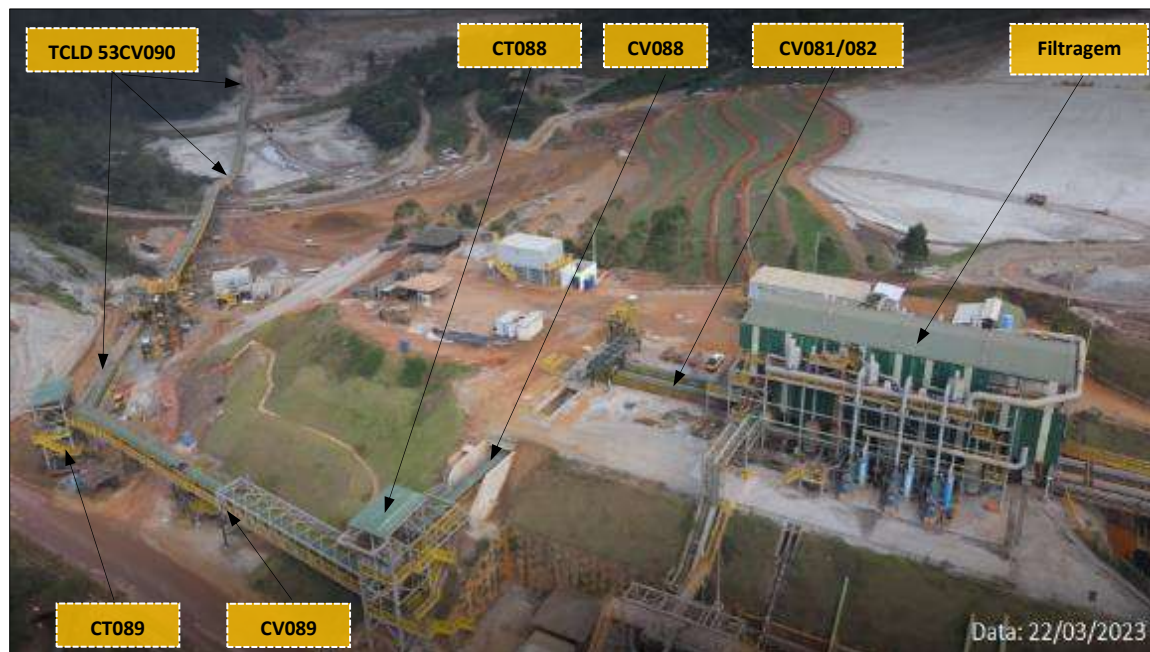 TCLD 53CV090
CT088
CV088
CV081/082
Filtragem
CT089
CV089
Data: 22/03/2023